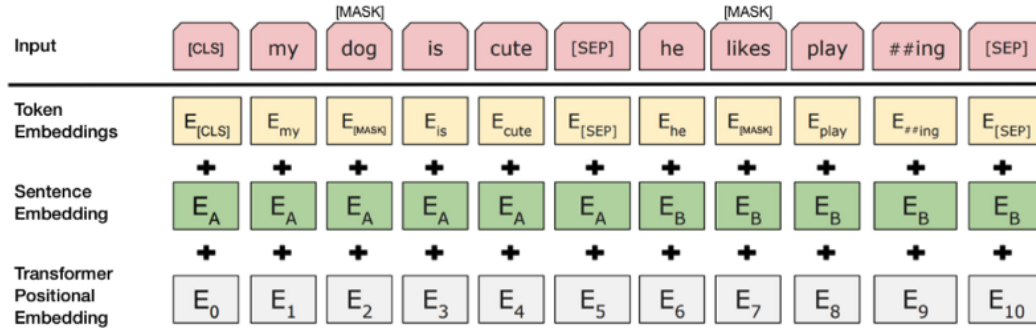 [MASK] [MASK]
Input [CLS] my dog is cute [SEP] he likes play ##ing [SEP]
Token
Embeddings
E[CLS] Emy E[MASK] Eis Ecute E[SEP] Ehe E[MASK] Eplay E##ing E[SEP]
+ + + + + + + + + + +
Sentence
Embedding
EA EA EA EA EA EA EB EB EB EB EB
+ + + + + + + + + + +
Transformer
Positional
Embedding
E0 E1 E2 E3 E4 E5 E6 E7 E8 E9 E10